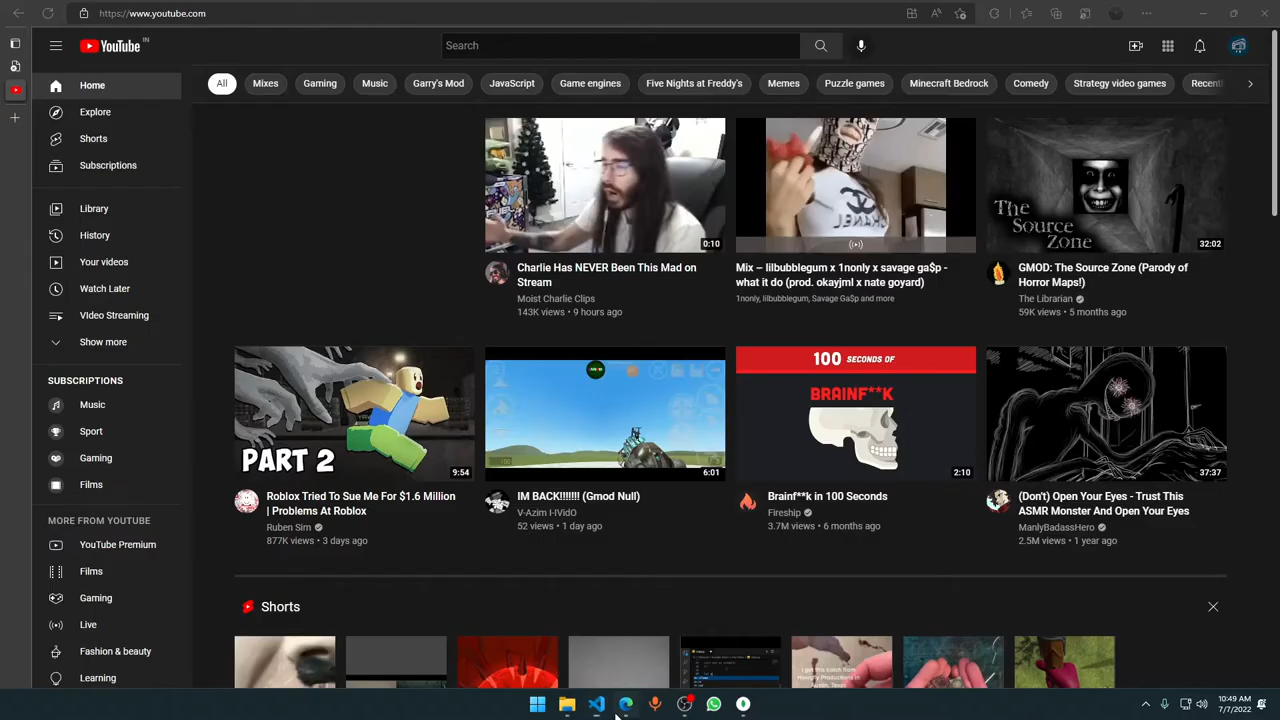 https://www.youtube.com
YouTube IN
Search
Home
Explore
Shorts
Subscriptions
Library
History
Your videos
Watch Later
VIdeo Streaming
Show more
SUBSCRIPTIONS
Music
Sport
Gaming
Films
MORE FROM YOUTUBE
YouTube Premium
Films
Gaming
Live
Fashion & beauty
Learning
All
Mixes
Gaming
Music
Garry's Mod
JavaScript
Game engines
Five Nights at Freddy's
Memes
Puzzle games
Minecraft Bedrock
Comedy
Strategy video games
Recent
0:10
Charlie Has NEVER Been This Mad on
Stream
Moist Charlie Clips
143K views • 9 hours ago
CHANEL
Mix – lilbubblegum x 1nonly x savage ga$p -
what it do (prod. okayjml x nate goyard)
1nonly, lilbubblegum, Savage Ga$p and more
The
Source
Zone
32:02
GMOD: The Source Zone (Parody of
Horror Maps!)
The Librarian
59K views • 5 months ago
PART 2
9:54
Roblox Tried To Sue Me For $1.6 Million
| Problems At Roblox
Ruben Sim
877K views • 3 days ago
6:01
IM BACK!!!!!!! (Gmod Null)
V-Azim I-IVidO
52 views • 1 day ago
100 SECONDS OF
BRAINF**K
2:10
Brainf**k in 100 Seconds
Fireship
3.7M views • 6 months ago
37:37
(Don't) Open Your Eyes - Trust This
ASMR Monster And Open Your Eyes
ManlyBadassHero
2.5M views • 1 year ago
Shorts
I got this catch from
Austin, Texas
10:49 AM
7/7/2022